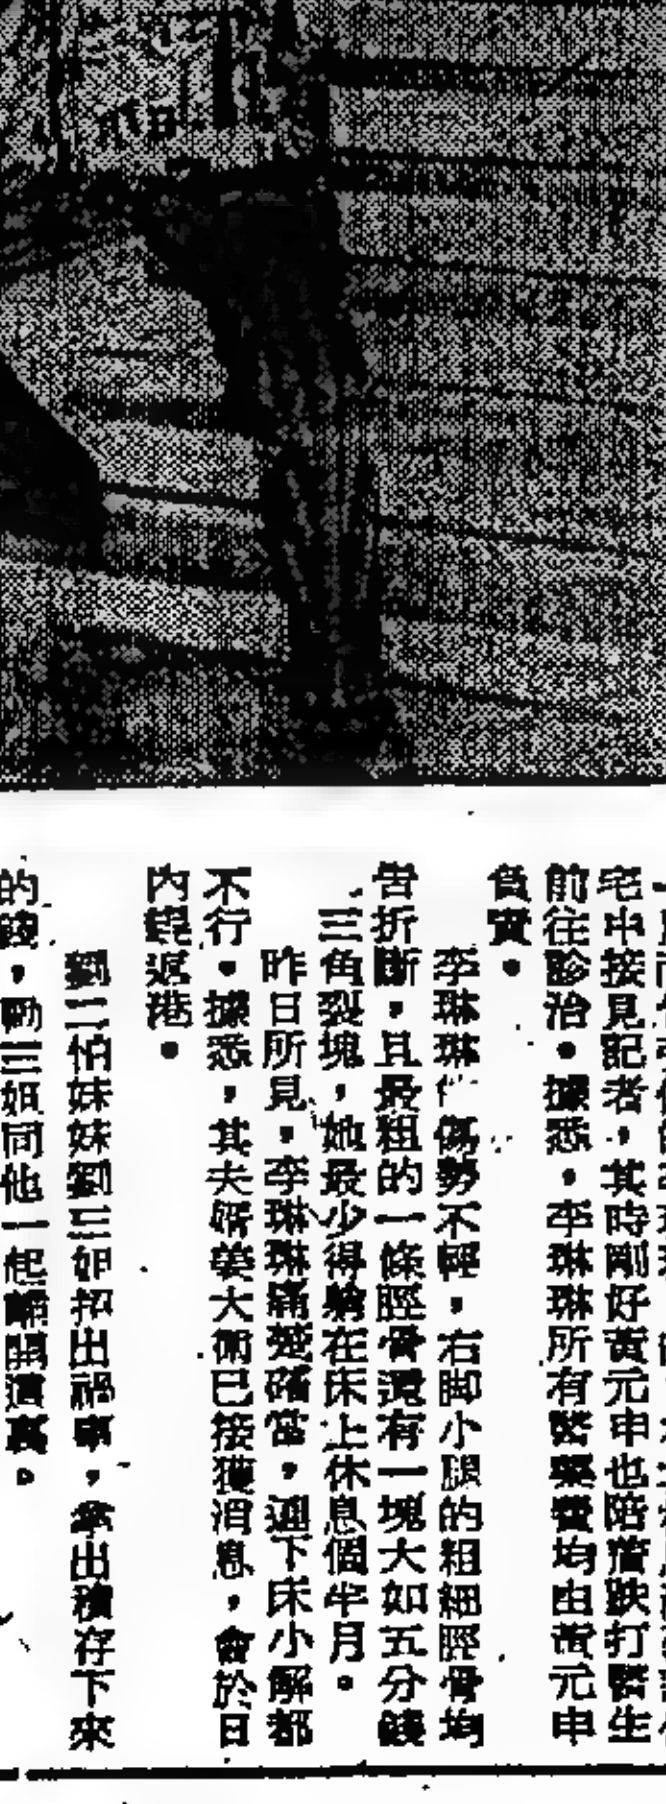 宅中接見記者，其時剛好黃元申也陪着跌打醫生
前往診治。據悉，李琳琳所有醫藥費均由黃元申
負責。
李琳琳 傷勢不輕，右脚小腿的粗細脛骨均
告折斷，且最粗的一條脛骨還有一塊大如五分錢
三角裂塊，她最少得躺在床上休息個半月。
昨日所見，李琳琳痛楚確當，連下床小解都
不行。據悉，其夫婿姜大衛已接獲消息，會於日
內趕返港。
劉二怕妹妹劉三姐招出禍事，拿出積存下來
的錢，勸三姐同他一起離開這裏。